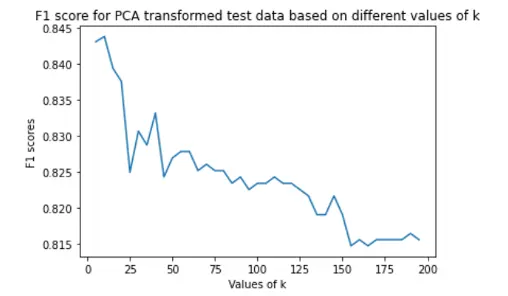 F1 score for PCA transformed test data based on different values of k
0.845
0.840
0.835
0.830
0.825
0.820
0.815
F1 scores
0 25 50 75 100 125 150 175 200
Values of k